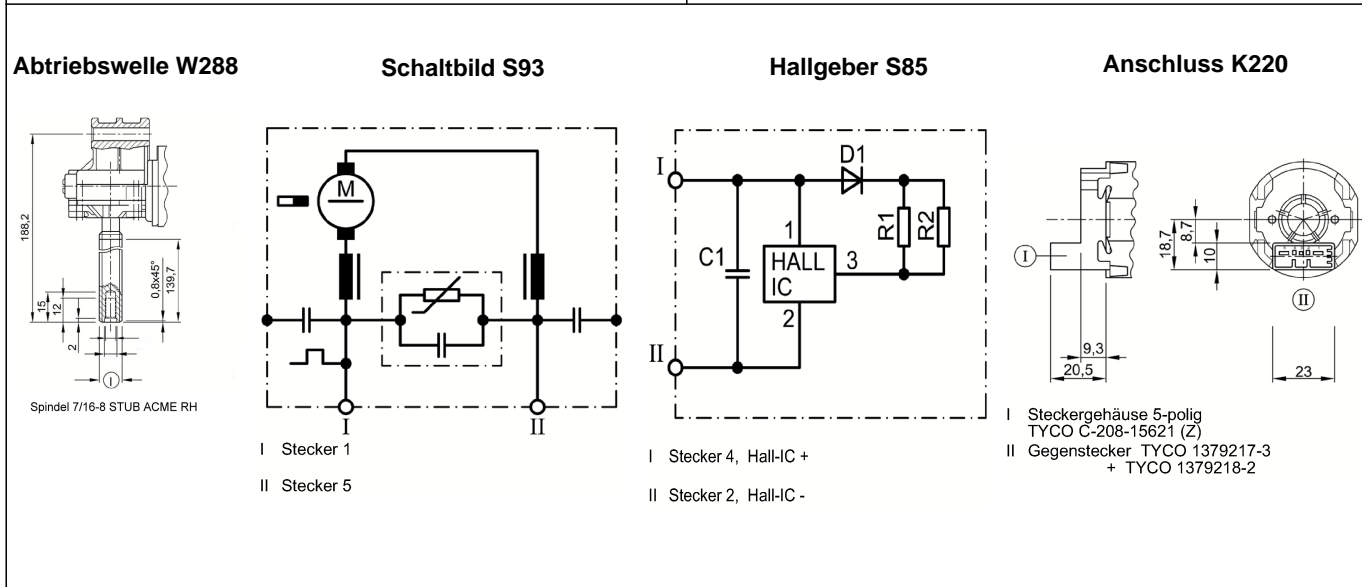 Abtriebswelle W288
188,2
15
12
2
0,8x45°
139,7
I
Spindel 7/16-8 STUB ACME RH
Schaltbild S93
M
I
II
I Stecker 1
II Stecker 5
Hallgeber S85
I
D1
R1
R2
1
C1
HALL
IC
3
2
II
I Stecker 4, Hall-IC +
II Stecker 2, Hall-IC -
Anschluss K220
I
18,7
8,7
10
II
9,3
20,5
23
I Steckergehäuse 5-polig
TYCO C-208-15621 (Z)
II Gegenstecker TYCO 1379217-3
+ TYCO 1379218-2